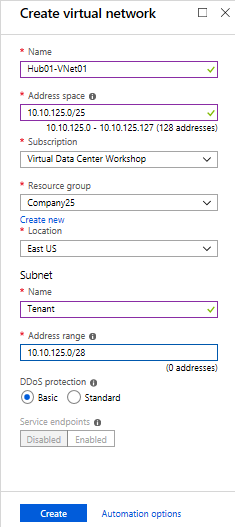 Create virtual network
* Name
Hub01-VNet01
* Address space
10.10.125.0/25
10.10.125.0 - 10.10.125.127 (128 addresses)
* Subscription
Virtual Data Center Workshop
* Resource group
Company25
Create new
* Location
East US
Subnet
* Name
Tenant
* Address range
10.10.125.0/28
(0 addresses)
DDoS protection
Basic Standard
Service endpoints
Disabled Enabled
Create Automation options